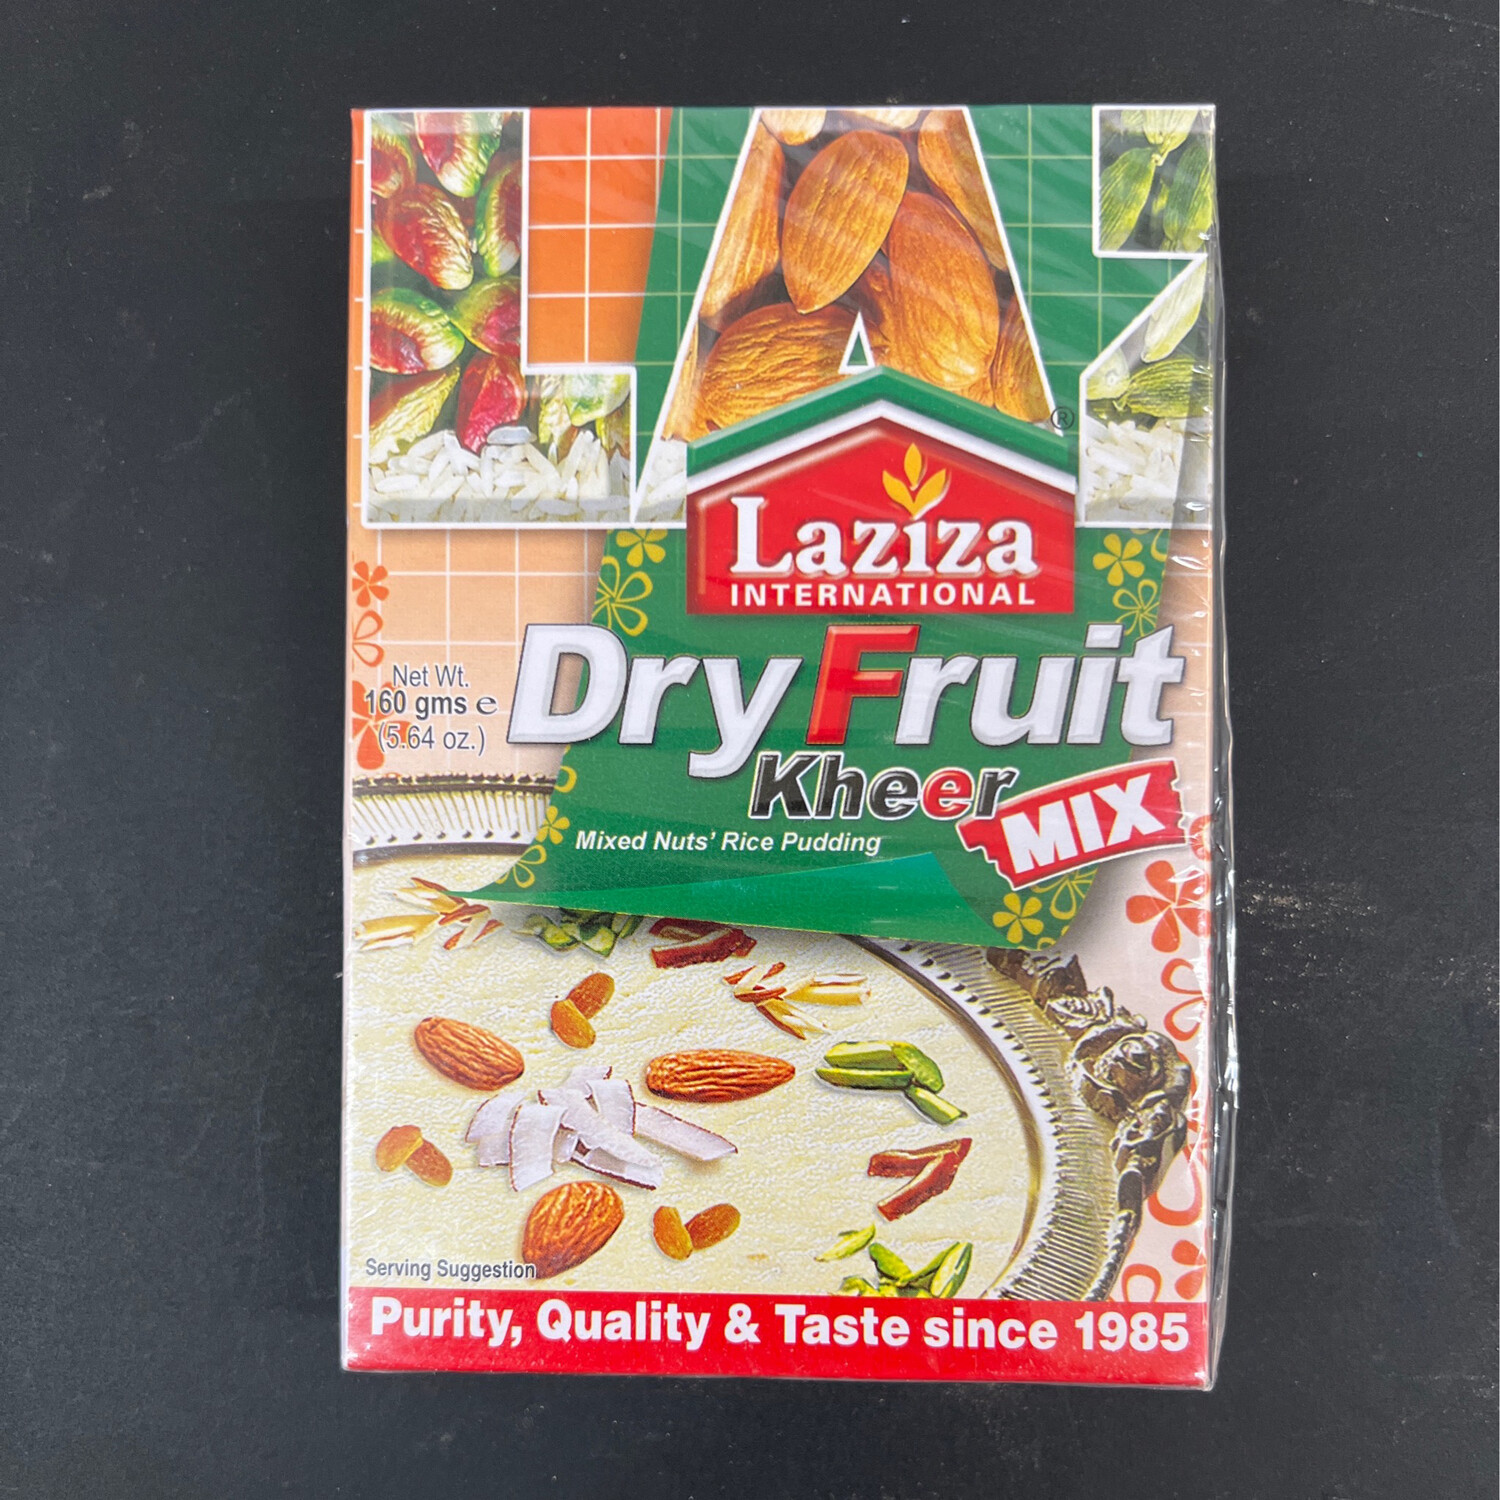 LAZ
®
Laziza
INTERNATIONAL
Dry Fruit
Kheer
MIX
Mixed Nuts' Rice Pudding
Net Wt.
160 gms e
(5.64 oz.)
Serving Suggestion
Purity, Quality & Taste since 1985